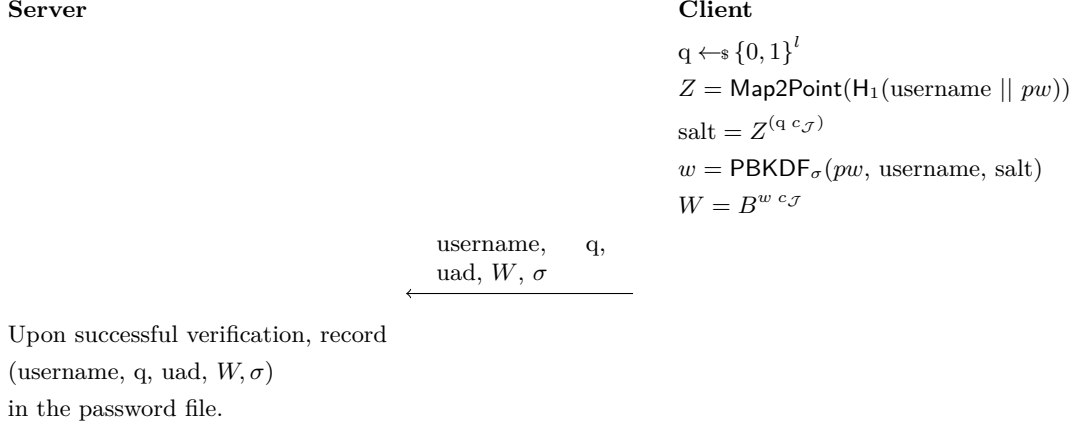 Server
Client
q ←$ {0, 1}^l
Z = Map2Point(H₁(username || pw))
salt = Z^(q c_𝒥)
w = PBKDF_σ(pw, username, salt)
W = B^{w c_𝒥}
username, q,
uad, W, σ
Upon successful verification, record
(username, q, uad, W, σ)
in the password file.